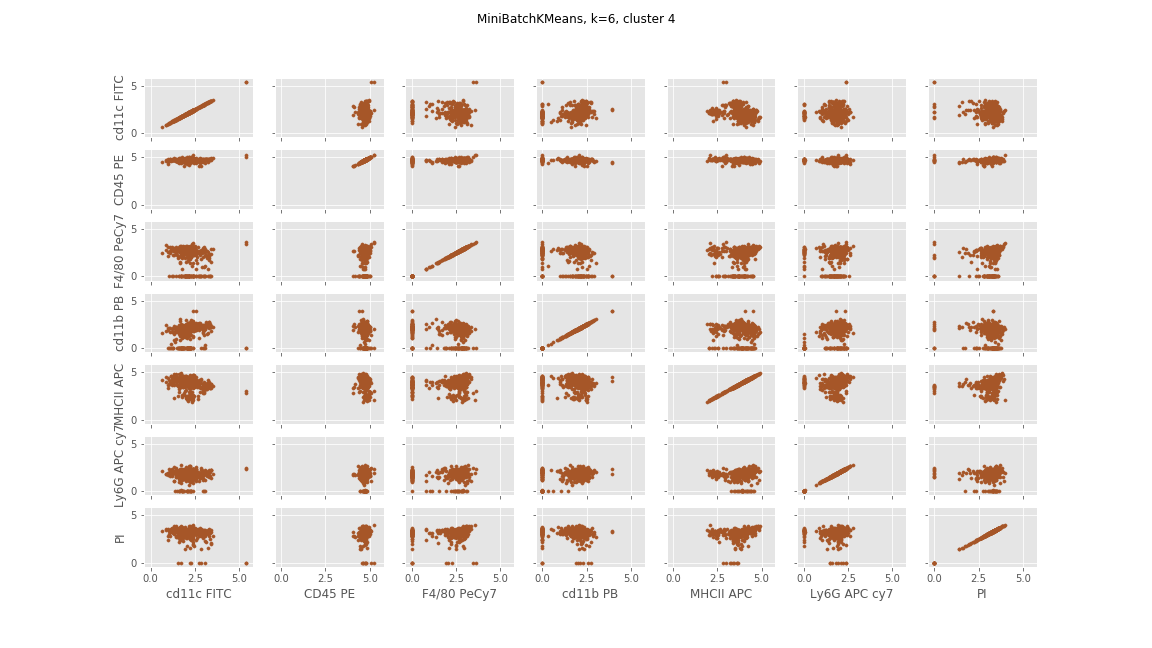 MiniBatchKMeans, k=6, cluster 4
cd11c FITC
5
0
CD45 PE
5
0
F4/80 PeCy7
5
0
cd11b PB
5
0
MHCII APC
5
0
Ly6G APC cy7
5
0
PI
5
0
0.0 2.5 5.0 0.0 2.5 5.0 0.0 2.5 5.0 0.0 2.5 5.0 0.0 2.5 5.0 0.0 2.5 5.0 0.0 2.5 5.0
cd11c FITC CD45 PE F4/80 PeCy7 cd11b PB MHCII APC Ly6G APC cy7 PI